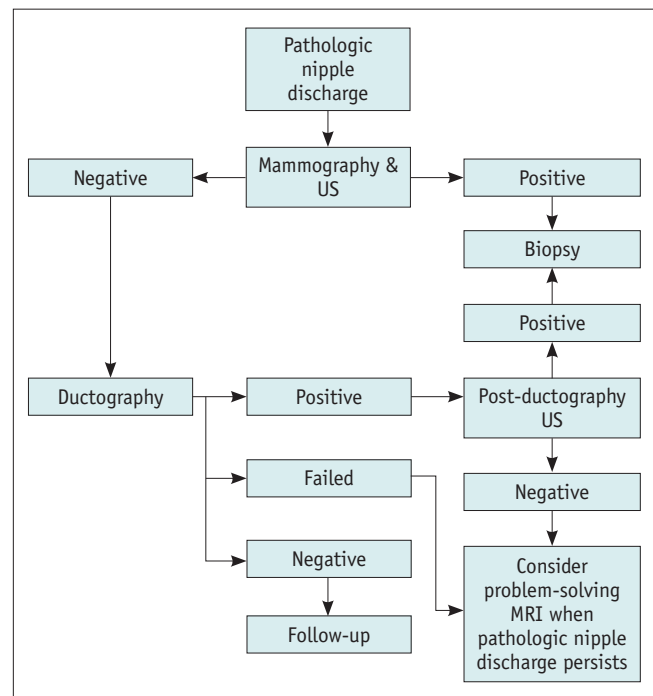 Pathologic
nipple
discharge
Negative
Mammography &
US
Positive
Biopsy
Positive
Ductography
Positive
Post-ductography
US
Failed
Negative
Negative
Follow-up
Consider
problem-solving
MRI when
pathologic nipple
discharge persists